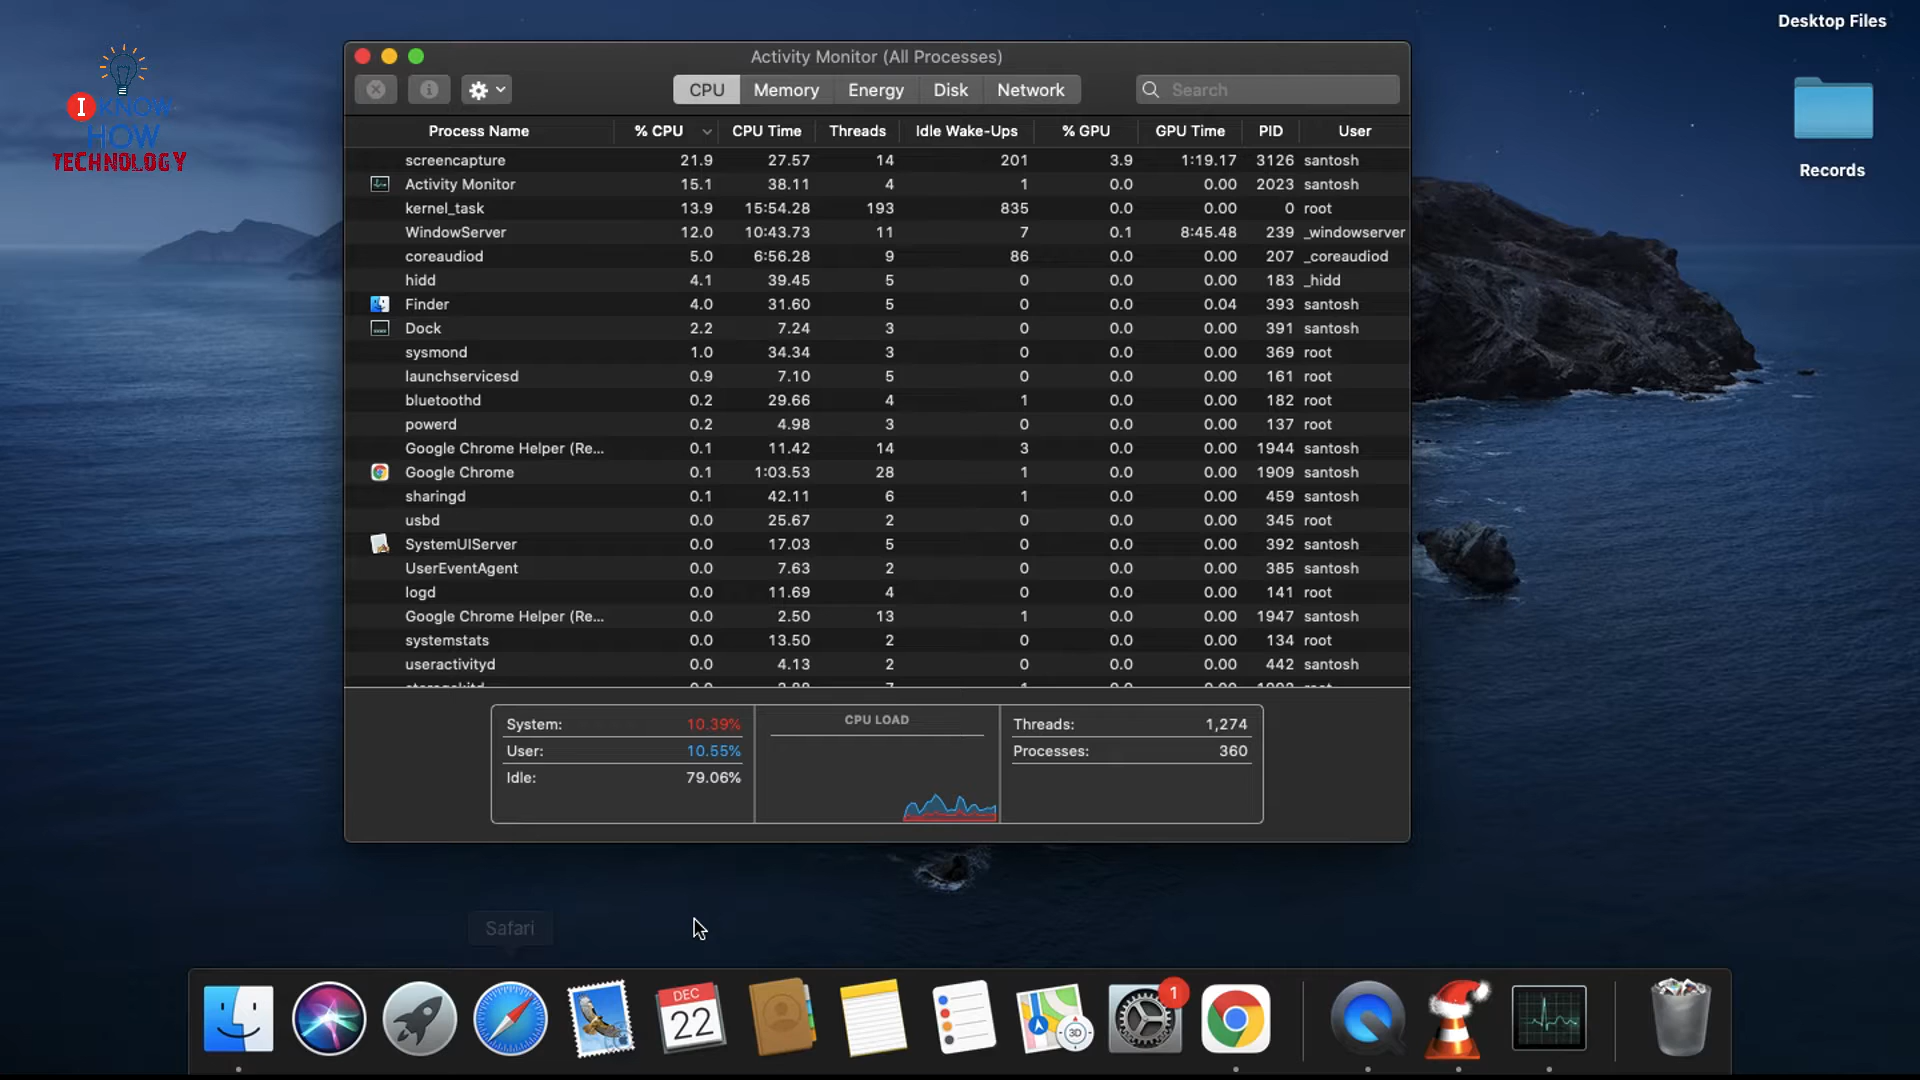 Desktop Files
I KNOW
HOW
TECHNOLOGY
Records
Activity Monitor (All Processes)
CPU Memory Energy Disk Network Search
Process Name % CPU CPU Time Threads Idle Wake-Ups % GPU GPU Time PID User
screencapture 21.9 27.57 14 201 3.9 1:19.17 3126 santosh
Activity Monitor 15.1 38.11 4 1 0.0 0.00 2023 santosh
kernel_task 13.9 15:54.28 193 835 0.0 0.00 0 root
WindowServer 12.0 10:43.73 11 7 0.1 8:45.48 239 _windowserver
coreaudiod 5.0 6:56.28 9 86 0.0 0.00 207 _coreaudiod
hidd 4.1 39.45 5 0 0.0 0.00 183 _hidd
Finder 4.0 31.60 5 0 0.0 0.04 393 santosh
Dock 2.2 7.24 3 0 0.0 0.00 391 santosh
sysmond 1.0 34.34 3 0 0.0 0.00 369 root
launchservicesd 0.9 7.10 5 0 0.0 0.00 161 root
bluetoothd 0.2 29.66 4 1 0.0 0.00 182 root
powerd 0.2 4.98 3 0 0.0 0.00 137 root
Google Chrome Helper (Re... 0.1 11.42 14 3 0.0 0.00 1944 santosh
Google Chrome 0.1 1:03.53 28 1 0.0 0.00 1909 santosh
sharingd 0.1 42.11 6 1 0.0 0.00 459 santosh
usbd 0.0 25.67 2 0 0.0 0.00 345 root
SystemUIServer 0.0 17.03 5 0 0.0 0.00 392 santosh
UserEventAgent 0.0 7.63 2 0 0.0 0.00 385 santosh
logd 0.0 11.69 4 0 0.0 0.00 141 root
Google Chrome Helper (Re... 0.0 2.50 13 1 0.0 0.00 1947 santosh
systemstats 0.0 13.50 2 0 0.0 0.00 134 root
useractivityd 0.0 4.13 2 0 0.0 0.00 442 santosh
System: 10.39%
User: 10.55%
Idle: 79.06%
CPU LOAD
Threads: 1,274
Processes: 360
Safari
DEC
22
3D
1